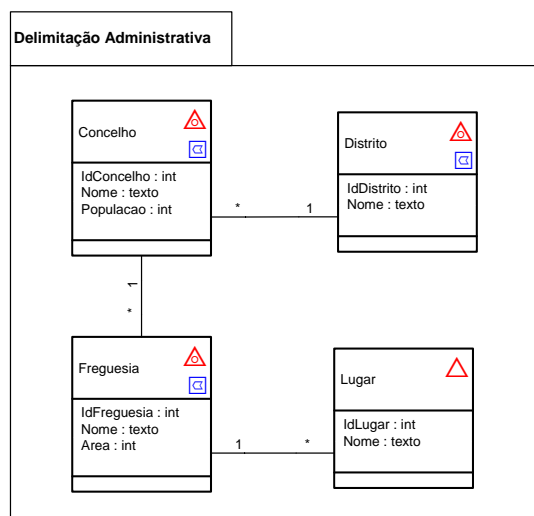 Delimitação Administrativa
Concelho
IdConcelho : int
Nome : texto
Populacao : int
Distrito
IdDistrito : int
Nome : texto
* 1
1
*
Freguesia
IdFreguesia : int
Nome : texto
Area : int
Lugar
IdLugar : int
Nome : texto
1 *